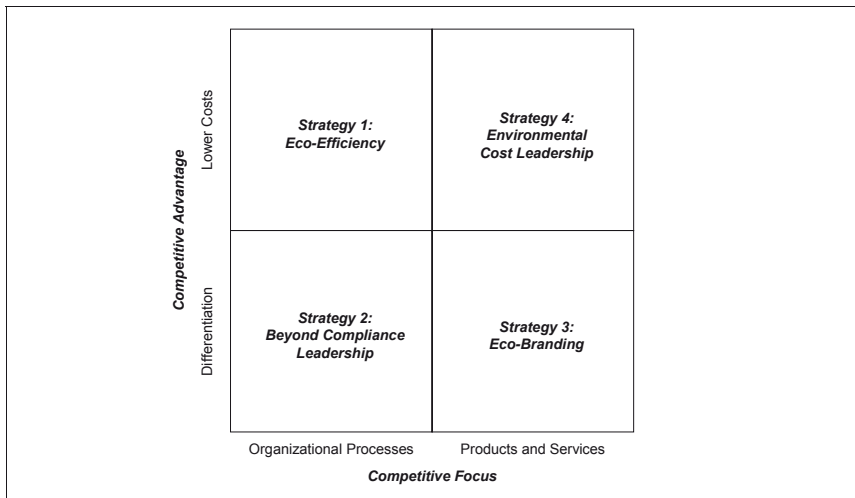 Competitive Advantage
Lower Costs
Differentiation
Strategy 1:
Eco-Efficiency
Strategy 4:
Environmental
Cost Leadership
Strategy 2:
Beyond Compliance
Leadership
Strategy 3:
Eco-Branding
Organizational Processes
Products and Services
Competitive Focus